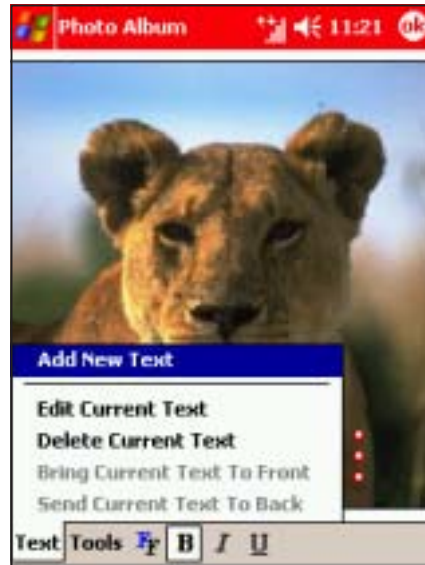 Photo Album 11:21 ok
Add New Text
Edit Current Text
Delete Current Text
Bring Current Text To Front
Send Current Text To Back
Text Tools FF B I U